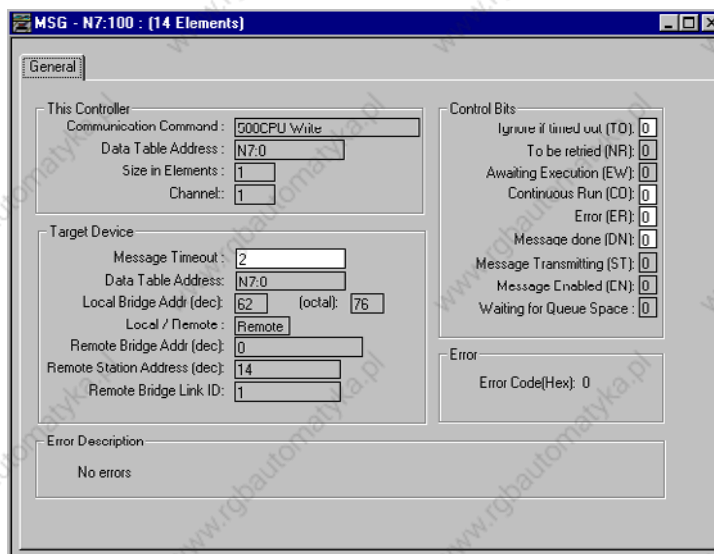 MSG - N7:100 : (14 Elements)
General
This Controller
Communication Command : 500CPU Write
Data Table Address : N7:0
Size in Elements : 1
Channel:: 1
Target Device
Message Timeout : 2
Data Table Address: N7:0
Local Bridge Addr (dec): 62 (octal): 76
Local / Remote : Remote
Remote Bridge Addr (dec): 0
Remote Station Address (dec): 14
Remote Bridge Link ID: 1
Control Bits
Ignore if timed out (TO): 0
To be retried (NR): 0
Awaiting Execution (EW): 0
Continuous Run (CO): 0
Error (ER): 0
Message done (DN): 0
Message Transmitting (ST): 0
Message Enabled (EN): 0
Waiting for Queue Space : 0
Error
Error Code(Hex): 0
Error Description
No errors
www.rgbautomatyka.pl